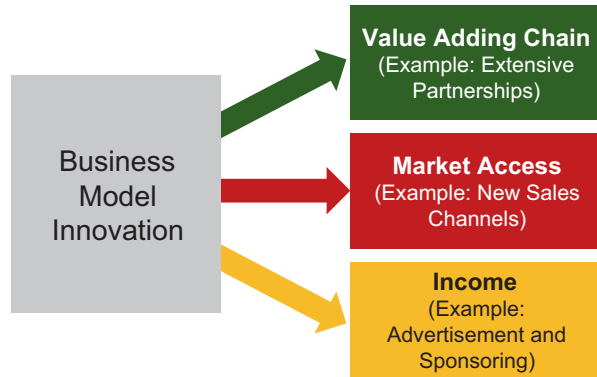 Business
Model
Innovation
Value Adding Chain
(Example: Extensive
Partnerships)
Market Access
(Example: New Sales
Channels)
Income
(Example:
Advertisement and
Sponsoring)